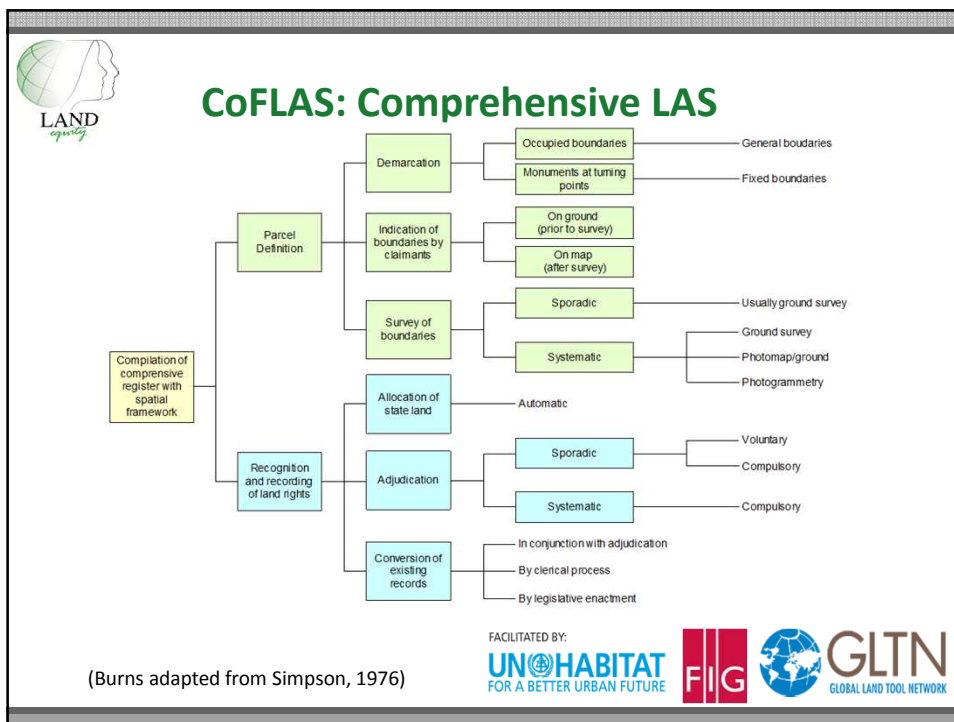 LAND
equity
CoFLAS: Comprehensive LAS
Compilation of
comprensive
register with
spatial
framework
Parcel
Definition
Demarcation
Occupied boundaries
General boudaries
Monuments at turning
points
Fixed boundaries
Indication of
boundaries by
claimants
On ground
(prior to survey)
On map
(after survey)
Survey of
boundaries
Sporadic
Usually ground survey
Systematic
Ground survey
Photomap/ground
Photogrammetry
Recognition
and recording
of land rights
Allocation of
state land
Automatic
Adjudication
Sporadic
Voluntary
Compulsory
Systematic
Compulsory
Conversion of
existing
records
In conjunction with adjudication
By clerical process
By legislative enactment
(Burns adapted from Simpson, 1976)
FACILITATED BY:
UN HABITAT
FOR A BETTER URBAN FUTURE
FIG
GLTN
GLOBAL LAND TOOL NETWORK